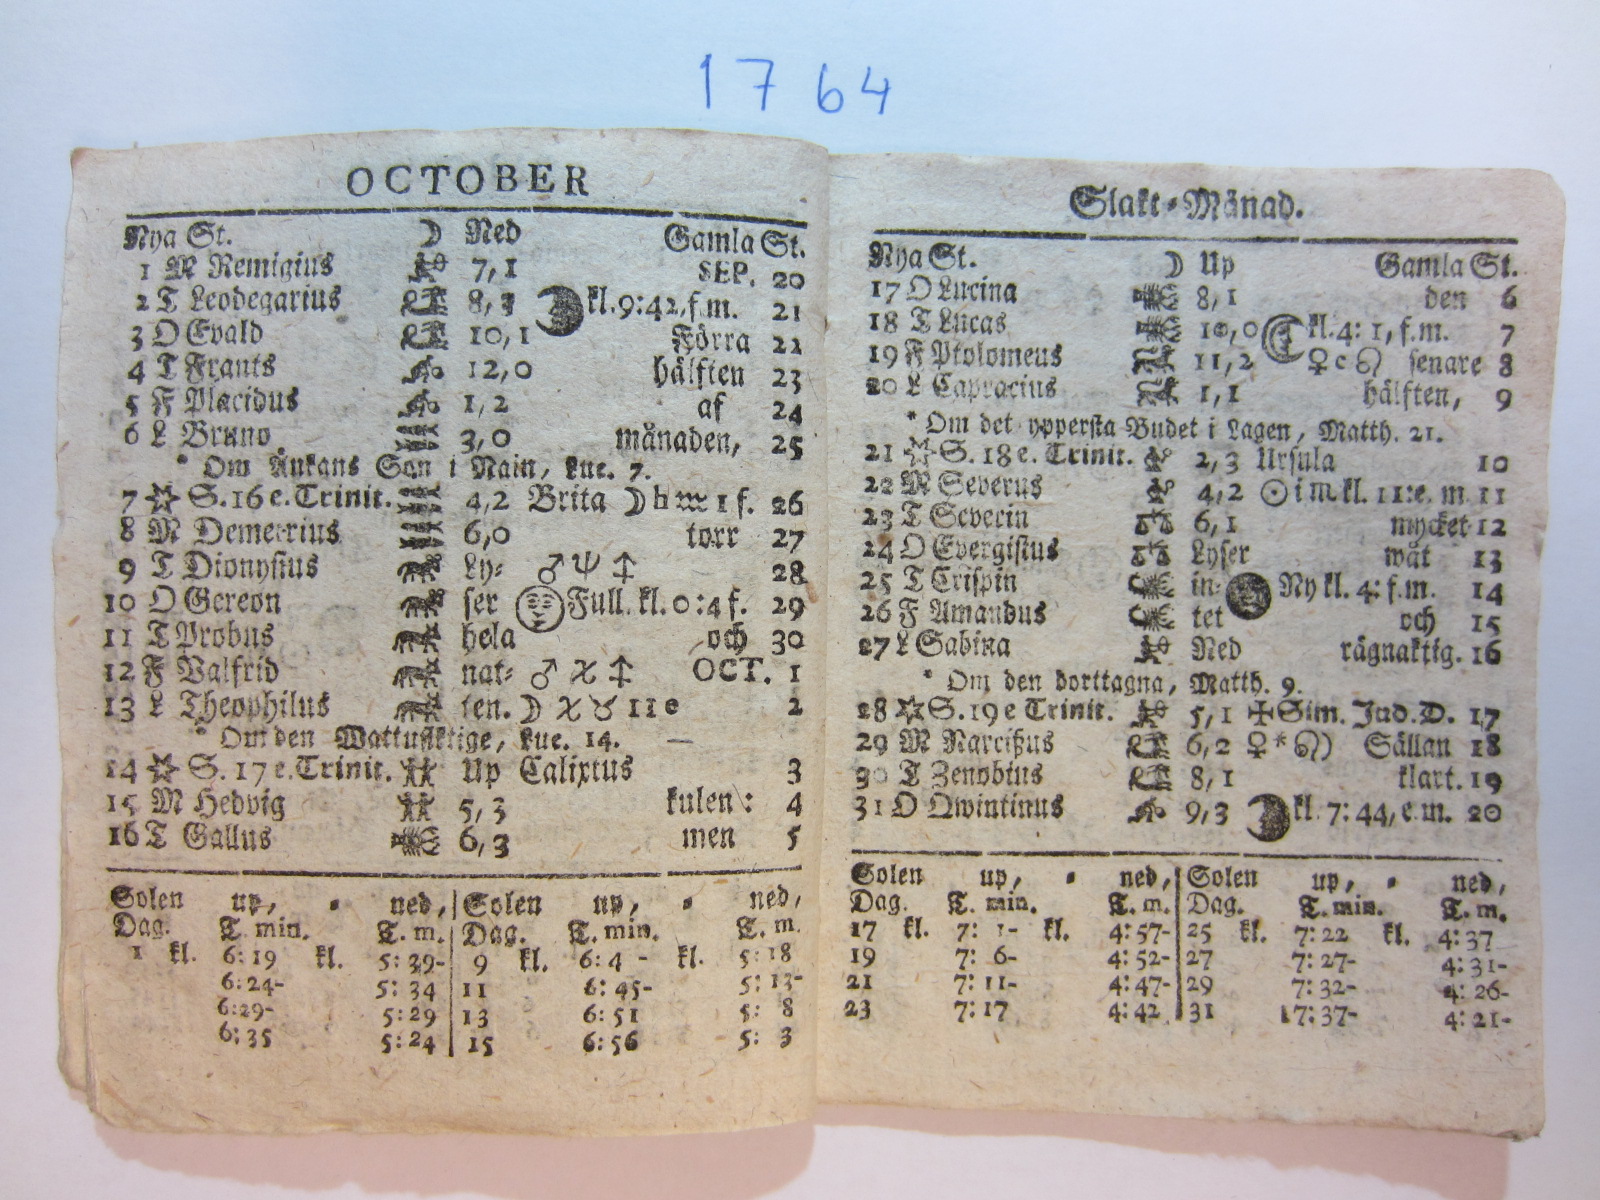 1764
OCTOBER
Nya St. ☽ Ned Gamla St.
1 M Remigius 7,1 SEP. 20
2 T Leodegarius 8,3 kl.9:42,f.m. 21
3 O Evald 10,1 Förra 22
4 T Frants 12,0 hälften 23
5 F Placidus 1,2 af 24
6 L Bruno 3,0 månaden, 25
* Om Änkans Son i Nain, Luc. 7.
7 S. 16 e. Trinit. 4,2 Brita ☽ 1 f. 26
8 M Demetrius 6,0 torr 27
9 T Dionysius Ly- ♂ Ψ 28
10 O Gereon ser Full. kl. 0:4 f. 29
11 T Probus hela och 30
12 F Valfrid nat- ♂ OCT. 1
13 L Theophilus ten. ☽ ♉ 11 e 2
* Om den Wattusiktige, Luc. 14.
14 S. 17 e. Trinit. Up Calixtus 3
15 M Hedvig 5,3 kulen: 4
16 T Gallus 6,3 men 5
Solen up, - ned, Solen up, - ned,
Dag. T. min. T. m. Dag. T. min. T. m.
1 kl. 6:19 kl. 5:39- 9 kl. 6:4 - kl. 5:18
6:24- 5:34 11 6:45- 5:13-
6:29- 5:29 13 6:51 5: 8
6:35 5:24 15 6:56 5: 3
Slakt-Månad.
Nya St. ☽ Up Gamla St.
17 O Lucina 8,1 den 6
18 T Lucas 10,0 kl. 4: 1, f.m. 7
19 F Ptolomeus 11,2 ♀ c ☊ senare 8
20 L Capracius 1,1 hälften, 9
* Om det yppersta Budet i Lagen, Matth. 21.
21 S. 18 e. Trinit. 2,3 Ursula 10
22 M Severus 4,2 ☉ i m kl. 11: e. m 11
23 T Severin 6,1 mycket 12
24 O Evergistus Lyser wåt 13
25 T Crispin in- Ny kl. 4: f.m. 14
26 F Amandus tet och 15
27 L Sabina Ned rägnaktig. 16
* Om den borttagna, Matth. 9.
28 S. 19 e Trinit. 5,1 ✠ Sim. Jud. D. 17
29 M Narcißus 6,2 ♀ * ☊) Sällan 18
30 T Zenobius 8,1 klart. 19
31 O Qwintinus 9,3 kl. 7:44, e.m. 20
Solen up, - ned, Solen up, - ned,
Dag. T. min. T. m. Dag. T. min. T. m.
17 kl. 7: 1- kl. 4:57- 25 kl. 7:22 kl. 4:37
19 7: 6- 4:52- 27 7:27- 4:31-
21 7: 11- 4:47- 29 7:32- 4: 26-
23 7:17 4:42 31 7:37- 4:21-